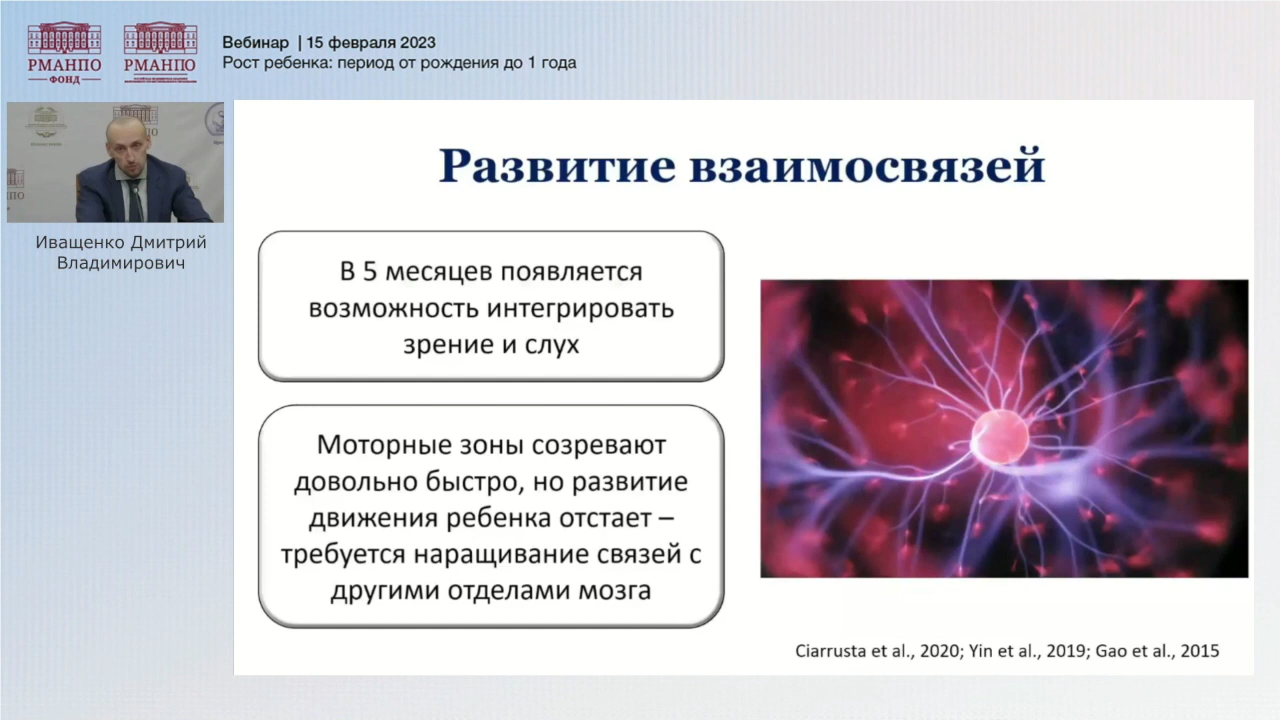 РМАНПО
ФОНД
РМАНПО
Вебинар | 15 февраля 2023
Рост ребенка: период от рождения до 1 года
Иващенко Дмитрий
Владимирович
Развитие взаимосвязей
В 5 месяцев появляется
возможность интегрировать
зрение и слух
Моторные зоны созревают
довольно быстро, но развитие
движения ребенка отстает –
требуется наращивание связей с
другими отделами мозга
Ciarrusta et al., 2020; Yin et al., 2019; Gao et al., 2015